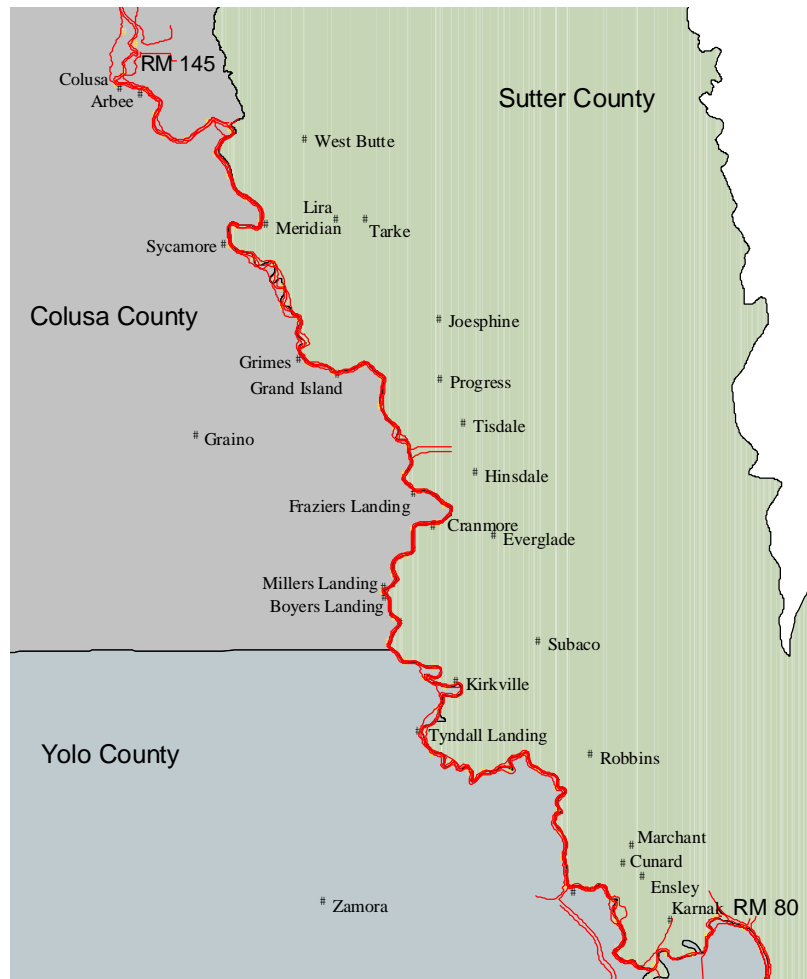 RM 145
Colusa
Arbee
Sutter County
West Butte
Lira
Meridian
Tarke
Sycamore
Colusa County
Joesphine
Grimes
Grand Island
Progress
Tisdale
Graino
Hinsdale
Fraziers Landing
Cranmore
Everglade
Millers Landing
Boyers Landing
Subaco
Kirkville
Tyndall Landing
Yolo County
Robbins
Marchant
Cunard
Ensley
Zamora
Karnak
RM 80